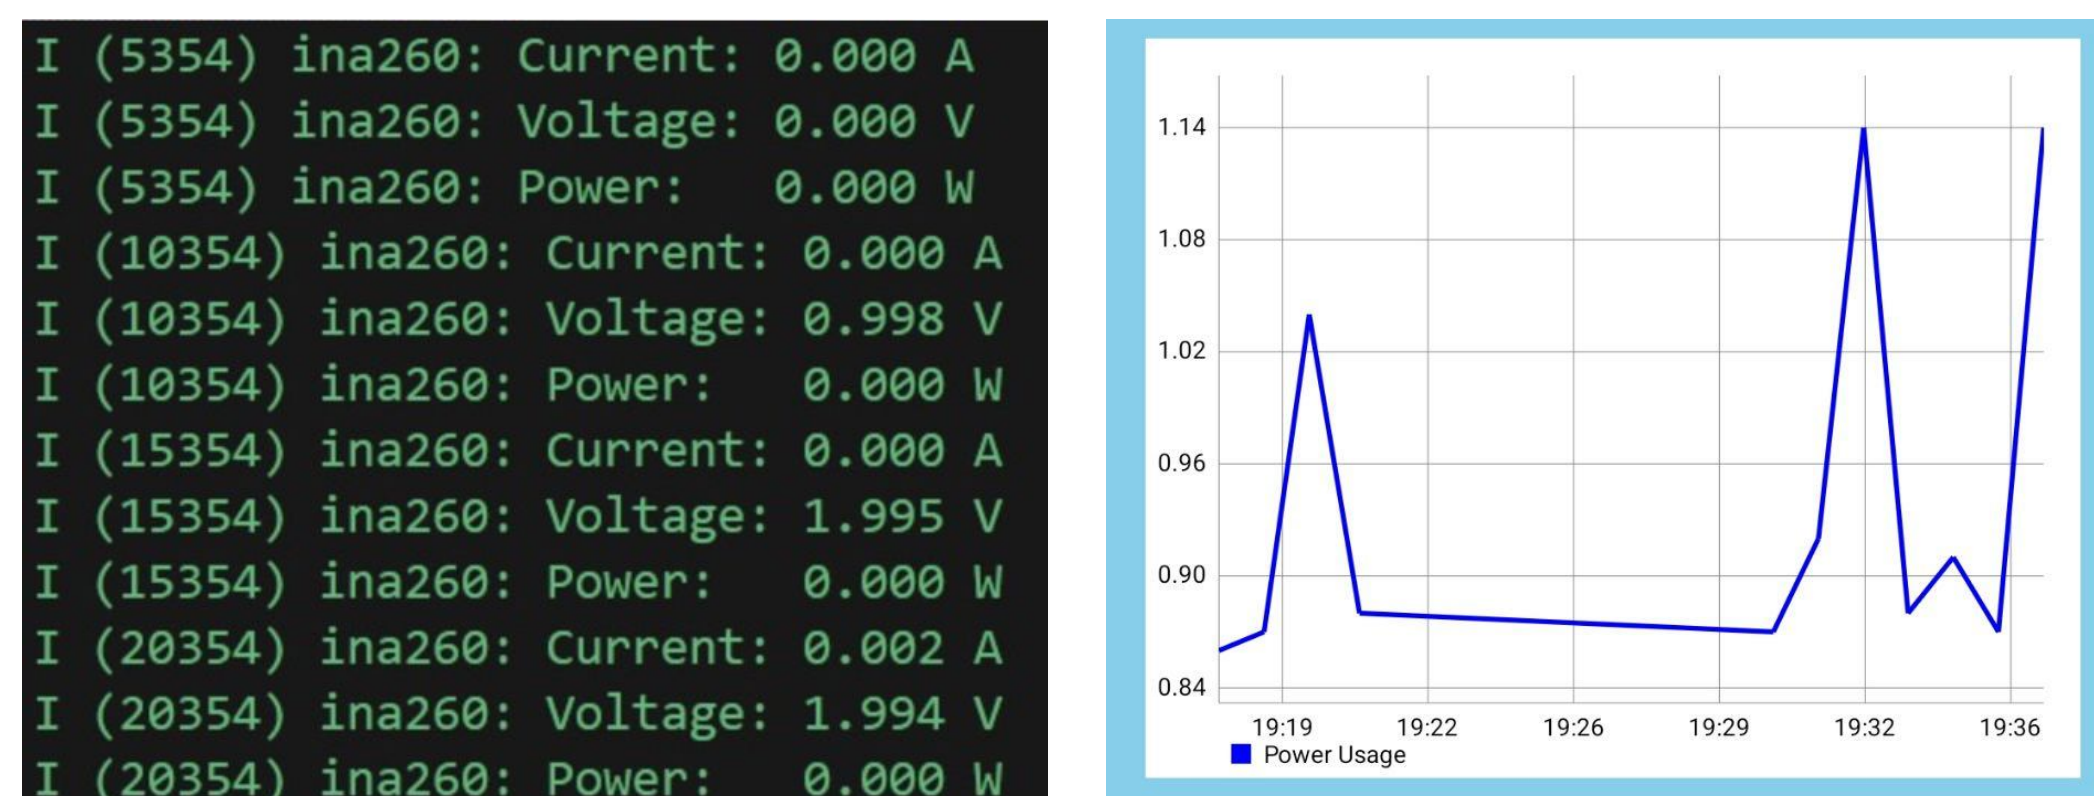 I (5354) ina260: Current: 0.000 A
I (5354) ina260: Voltage: 0.000 V
I (5354) ina260: Power:   0.000 W
I (10354) ina260: Current: 0.000 A
I (10354) ina260: Voltage: 0.998 V
I (10354) ina260: Power:   0.000 W
I (15354) ina260: Current: 0.000 A
I (15354) ina260: Voltage: 1.995 V
I (15354) ina260: Power:   0.000 W
I (20354) ina260: Current: 0.002 A
I (20354) ina260: Voltage: 1.994 V
I (20354) ina260: Power:   0.000 W
1.14
1.08
1.02
0.96
0.90
0.84
19:19 19:22 19:26 19:29 19:32 19:36
Power Usage